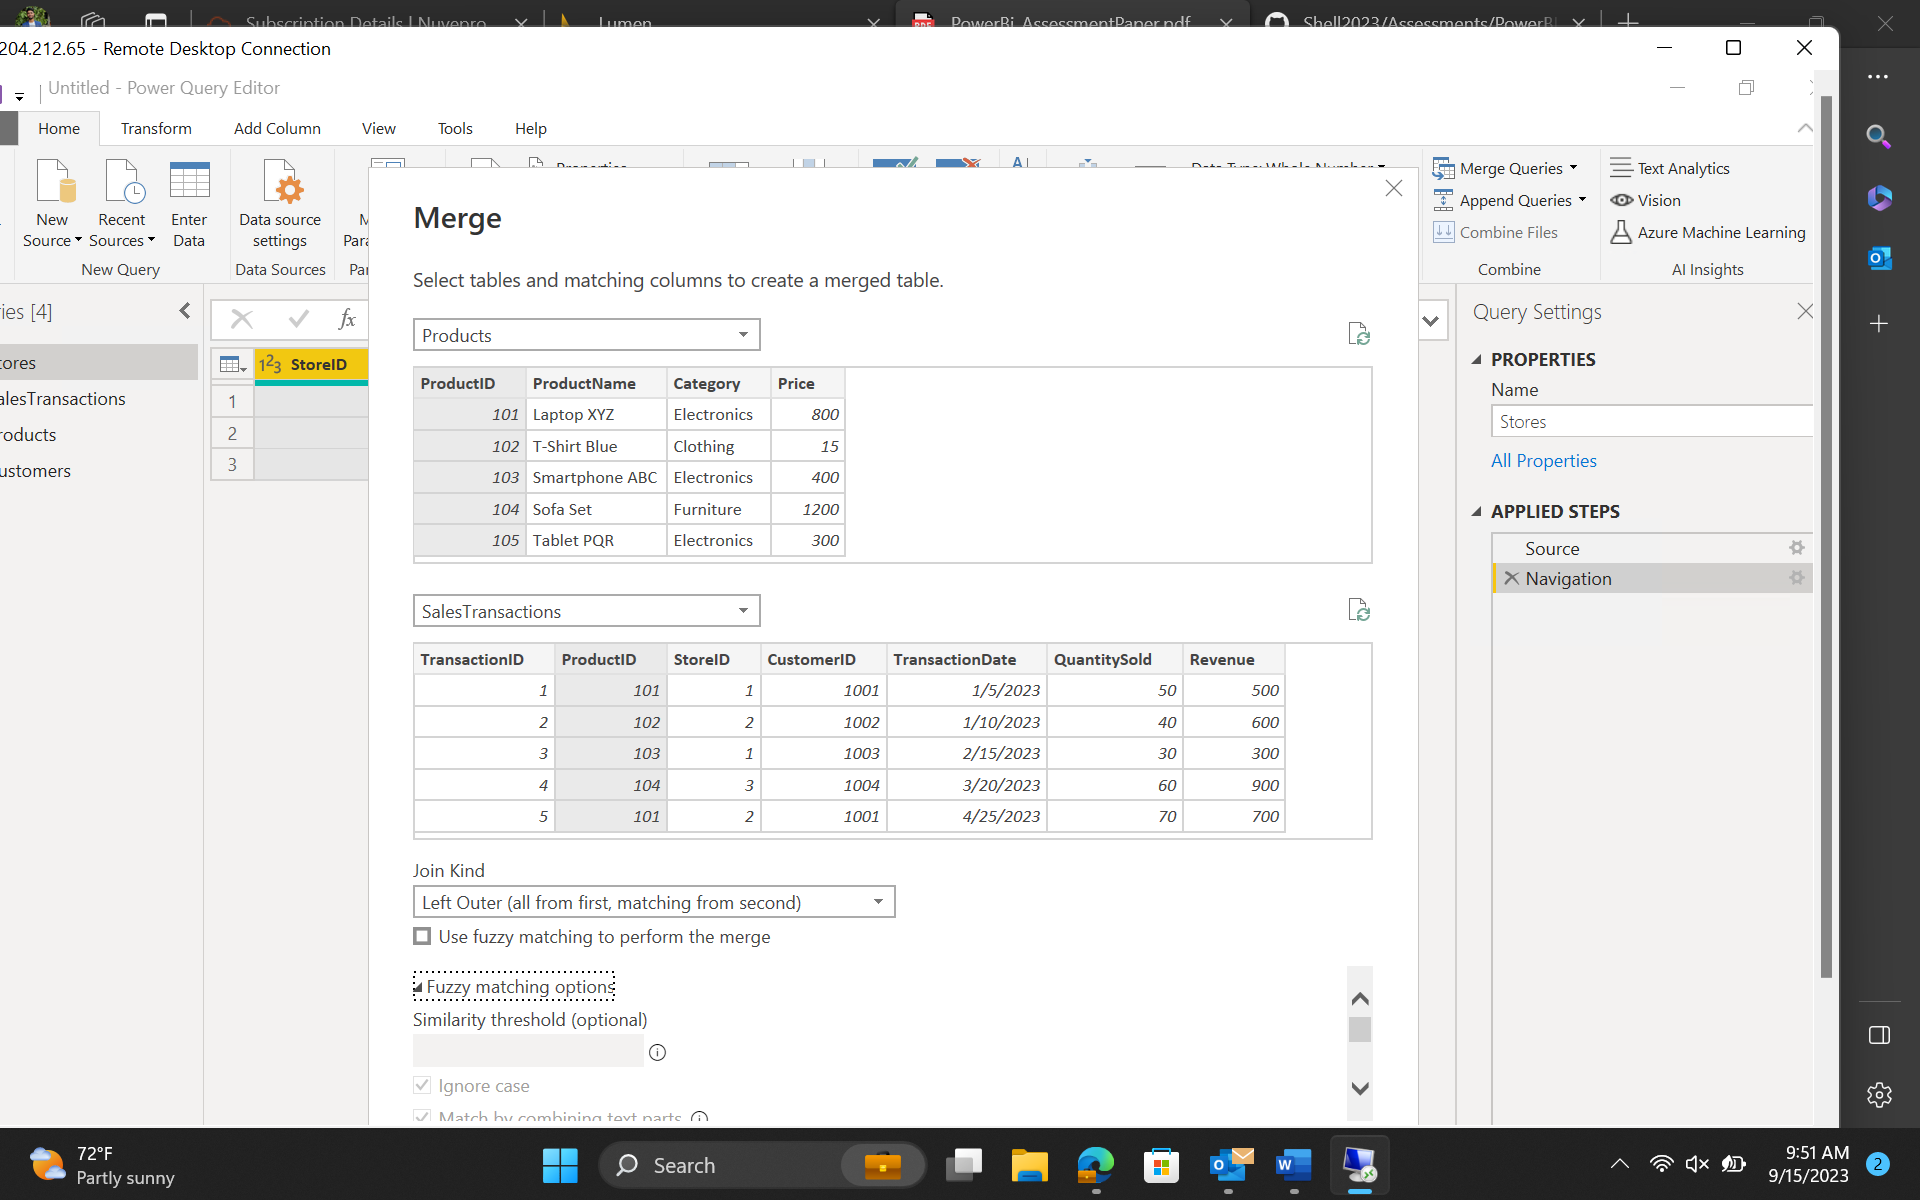 Subscription Details | Nuvepro
Lumen
PowerBi_AssessmentPaper.pdf
Shell2023/Assessments/PowerBI
204.212.65 - Remote Desktop Connection
Untitled - Power Query Editor
Home Transform Add Column View Tools Help
New Source
Recent Sources
Enter Data
New Query
Data source settings
Data Sources
Properties
Data Type: Whole Number
Merge Queries
Append Queries
Combine Files
Combine
Text Analytics
Vision
Azure Machine Learning
AI Insights
ies [4]
tores
alesTransactions
roducts
ustomers
fx
123 StoreID
1
2
3
Merge
Select tables and matching columns to create a merged table.
Products
ProductID ProductName Category Price
101 Laptop XYZ Electronics 800
102 T-Shirt Blue Clothing 15
103 Smartphone ABC Electronics 400
104 Sofa Set Furniture 1200
105 Tablet PQR Electronics 300
SalesTransactions
TransactionID ProductID StoreID CustomerID TransactionDate QuantitySold Revenue
1 101 1 1001 1/5/2023 50 500
2 102 2 1002 1/10/2023 40 600
3 103 1 1003 2/15/2023 30 300
4 104 3 1004 3/20/2023 60 900
5 101 2 1001 4/25/2023 70 700
Join Kind
Left Outer (all from first, matching from second)
Use fuzzy matching to perform the merge
Fuzzy matching options
Similarity threshold (optional)
Ignore case
Match by combining text parts
Query Settings
PROPERTIES
Name
Stores
All Properties
APPLIED STEPS
Source
Navigation
72°F
Partly sunny
Search
9:51 AM
9/15/2023
2